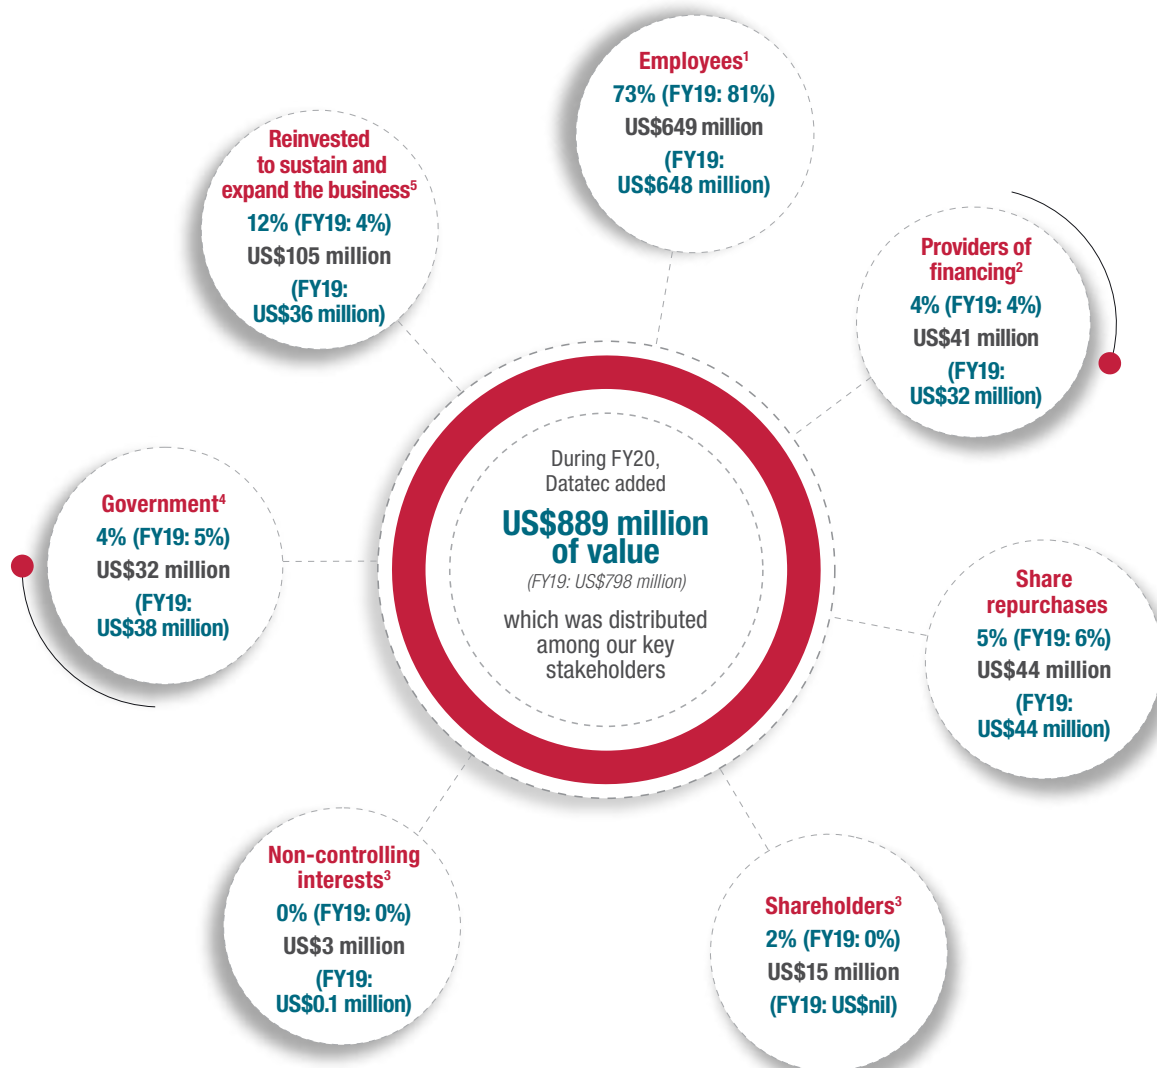 Employees¹
73% (FY19: 81%)
US$649 million
(FY19:
US$648 million)
Reinvested
to sustain and
expand the business⁵
12% (FY19: 4%)
US$105 million
(FY19:
US$36 million)
Providers of
financing²
4% (FY19: 4%)
US$41 million
(FY19:
US$32 million)
During FY20,
Datatec added
US$889 million
of value
(FY19: US$798 million)
which was distributed
among our key
stakeholders
Government⁴
4% (FY19: 5%)
US$32 million
(FY19:
US$38 million)
Share
repurchases
5% (FY19: 6%)
US$44 million
(FY19:
US$44 million)
Non-controlling
interests³
0% (FY19: 0%)
US$3 million
(FY19:
US$0.1 million)
Shareholders³
2% (FY19: 0%)
US$15 million
(FY19: US$nil)